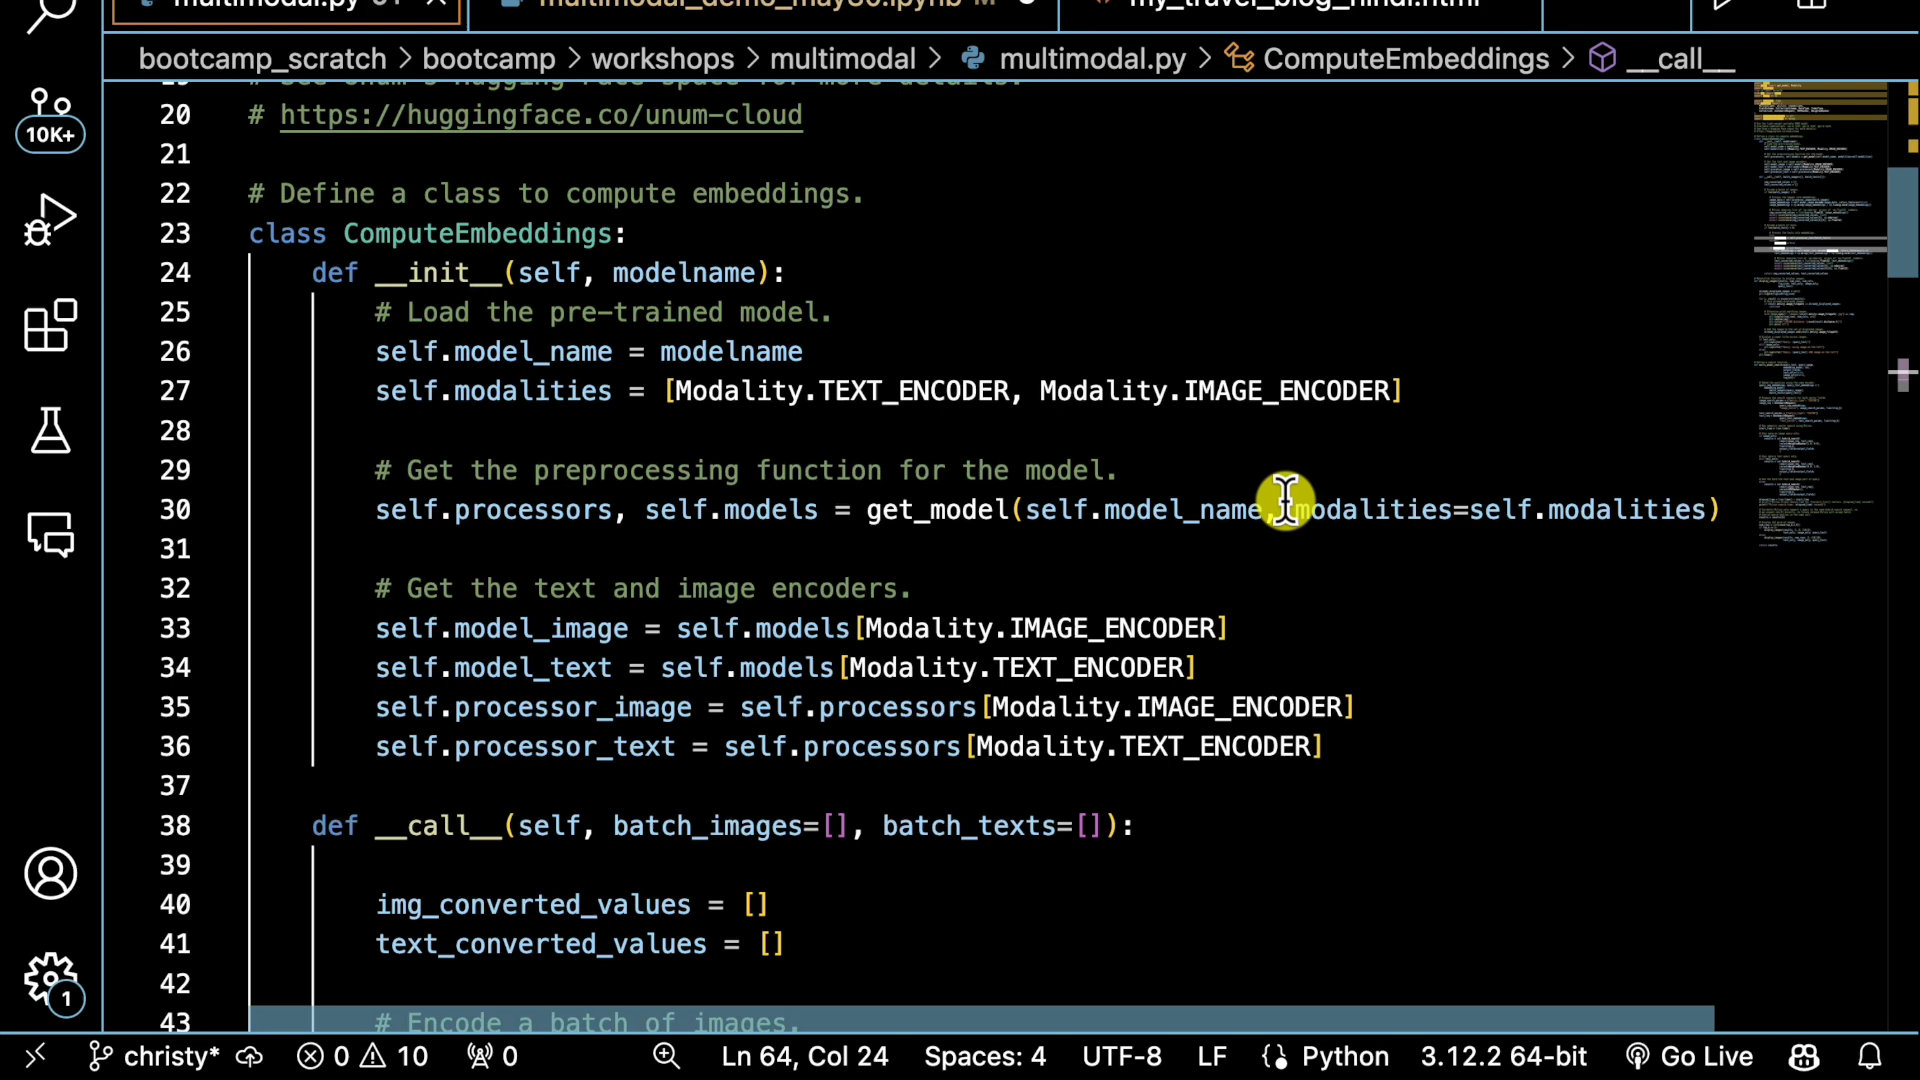 multimodal.py 9+
multimodal_demo_may30.ipynb M
my_travel_blog_hindi.html
bootcamp_scratch > bootcamp > workshops > multimodal > multimodal.py > ComputeEmbeddings > __call__
10K+
20 # https://huggingface.co/unum-cloud
21
22 # Define a class to compute embeddings.
23 class ComputeEmbeddings:
24 def __init__(self, modelname):
25 # Load the pre-trained model.
26 self.model_name = modelname
27 self.modalities = [Modality.TEXT_ENCODER, Modality.IMAGE_ENCODER]
28
29 # Get the preprocessing function for the model.
30 self.processors, self.models = get_model(self.model_name, modalities=self.modalities)
31
32 # Get the text and image encoders.
33 self.model_image = self.models[Modality.IMAGE_ENCODER]
34 self.model_text = self.models[Modality.TEXT_ENCODER]
35 self.processor_image = self.processors[Modality.IMAGE_ENCODER]
36 self.processor_text = self.processors[Modality.TEXT_ENCODER]
37
38 def __call__(self, batch_images=[], batch_texts=[]):
39
40 img_converted_values = []
41 text_converted_values = []
42
43 # Encode a batch of images.
1
christy* 0 10 0 Ln 64, Col 24 Spaces: 4 UTF-8 LF Python 3.12.2 64-bit Go Live